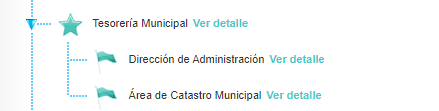 Tesorería Municipal Ver detalle
Dirección de Administración Ver detalle
Área de Catastro Municipal Ver detalle